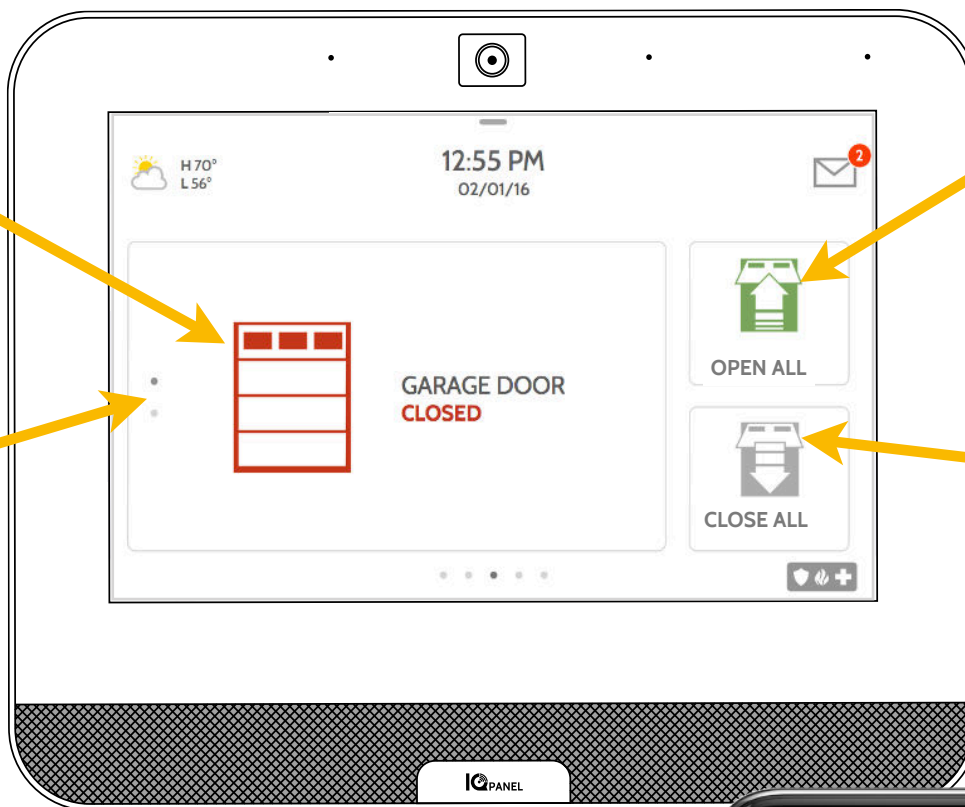 H 70°
L 56°
12:55 PM
02/01/16
2
GARAGE DOOR
CLOSED
OPEN ALL
CLOSE ALL
IQ PANEL